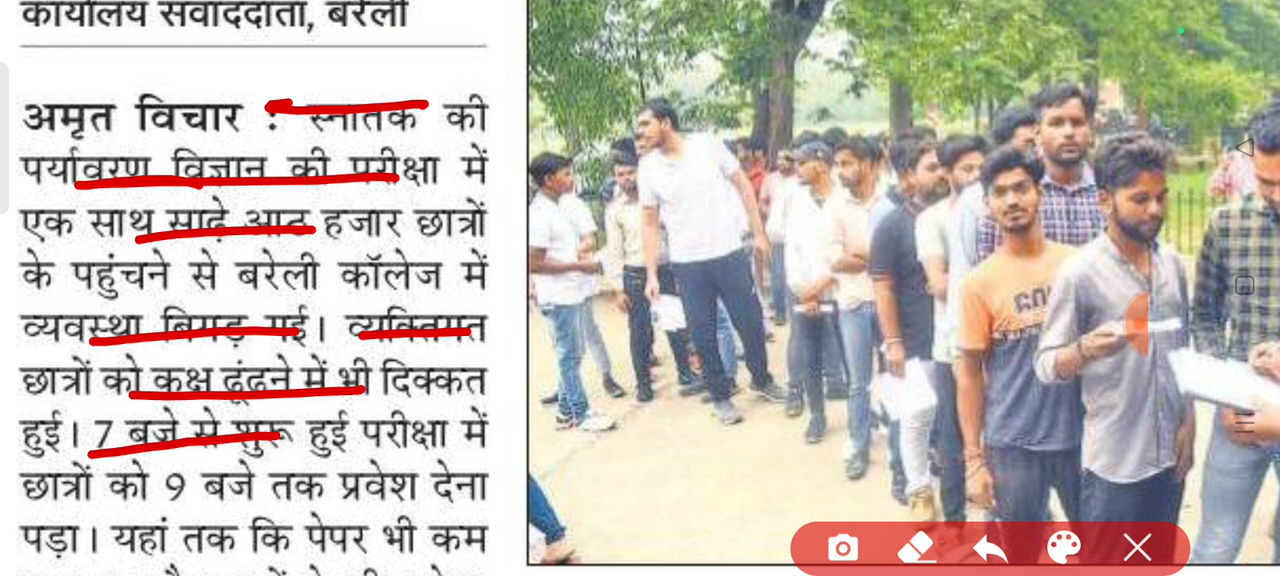 कार्यालय संवाददाता, बरेली
अमृत विचार : स्नातक की
पर्यावरण विज्ञान की परीक्षा में
एक साथ साढ़े आठ हजार छात्रों
के पहुंचने से बरेली कॉलेज में
व्यवस्था बिगड़ गई। व्यक्तिगत
छात्रों को कक्ष ढूंढने में भी दिक्कत
हुई। 7 बजे से शुरू हुई परीक्षा में
छात्रों को 9 बजे तक प्रवेश देना
पड़ा। यहां तक कि पेपर भी कम